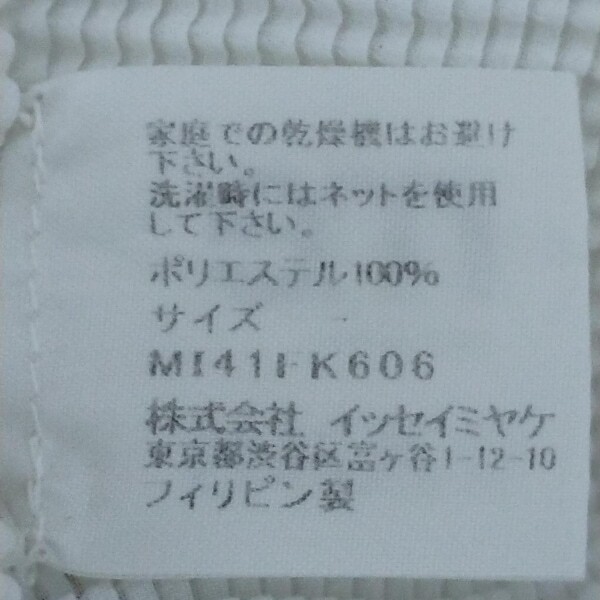 家庭での乾燥機はお避け
下さい。
洗濯時にはネットを使用
して下さい。
ポリエステル100%
サイズ -
MI41FK606
株式会社 イッセイミヤケ
東京都渋谷区富ヶ谷1-12-10
フィリピン製